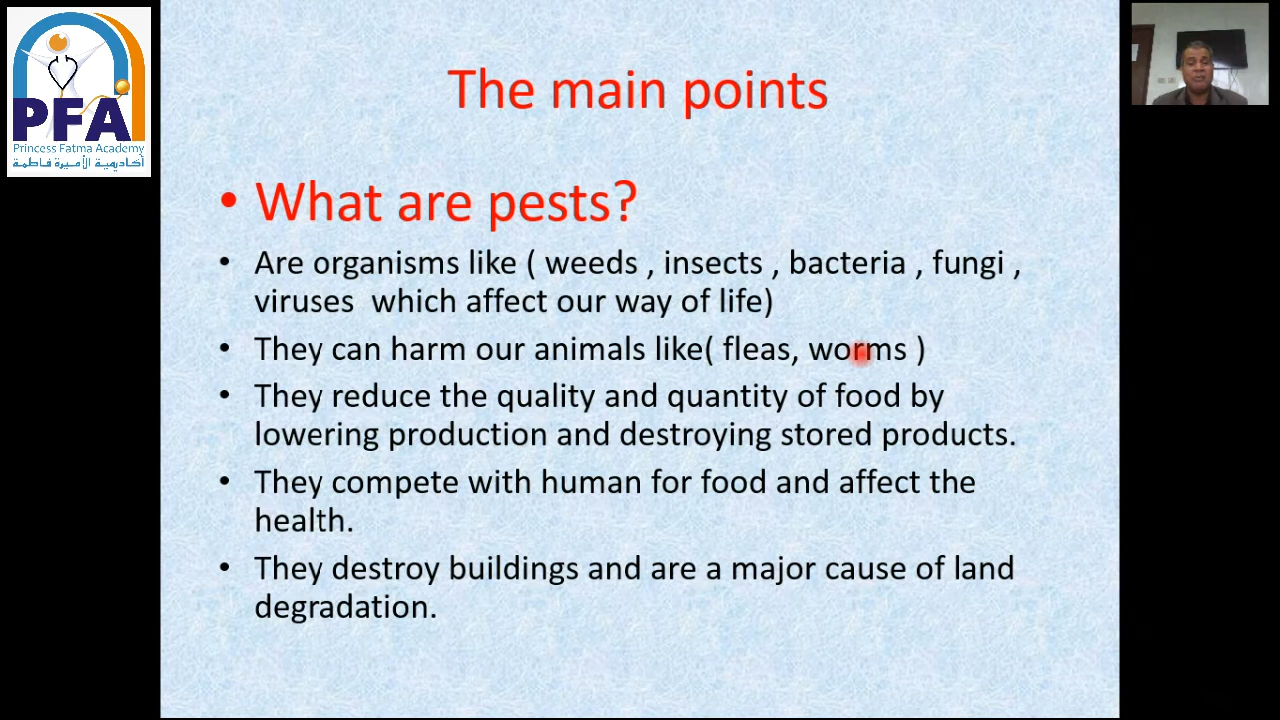 PFA
Princess Fatma Academy
أكاديمية الأميرة فاطمة
The main points
• What are pests?
• Are organisms like ( weeds , insects , bacteria , fungi ,
viruses  which affect our way of life)
• They can harm our animals like( fleas, worms )
• They reduce the quality and quantity of food by
lowering production and destroying stored products.
• They compete with human for food and affect the
health.
• They destroy buildings and are a major cause of land
degradation.